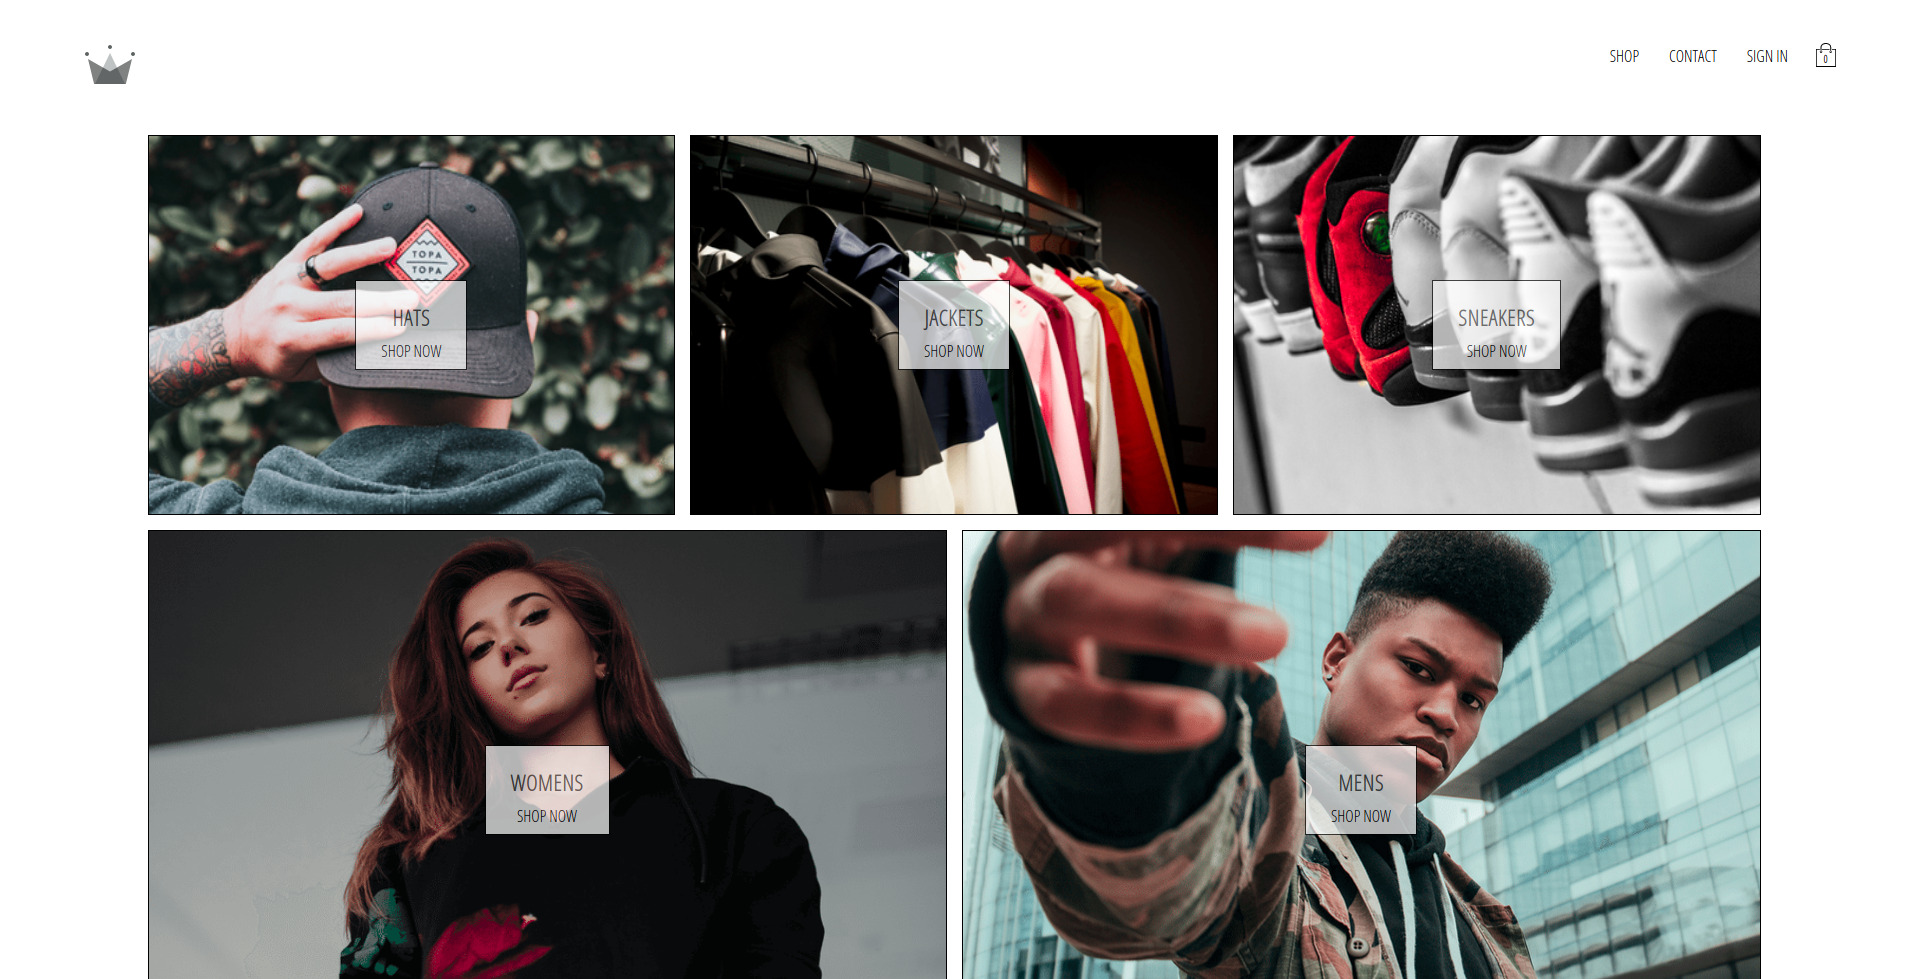 SHOP
CONTACT
SIGN IN
0
TOPA
TOPA
HATS
SHOP NOW
JACKETS
SHOP NOW
SNEAKERS
SHOP NOW
WOMENS
SHOP NOW
MENS
SHOP NOW